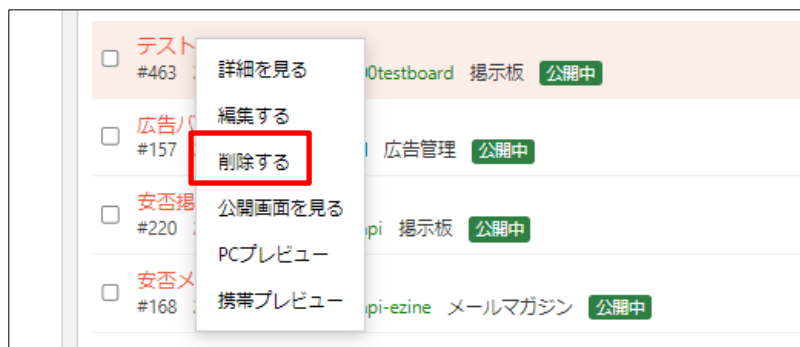 テスト
#463 00testboard 掲示板 公開中
広告バ
#157 広告管理 公開中
安否掲
#220 api 掲示板 公開中
安否メ
#168 api-ezine メールマガジン 公開中
詳細を見る
編集する
削除する
公開画面を見る
PCプレビュー
携帯プレビュー